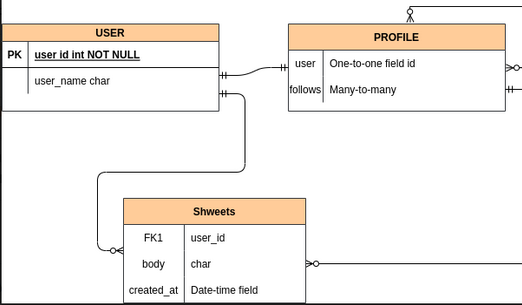 USER
PK user id int NOT NULL
user_name char
PROFILE
user One-to-one field id
follows Many-to-many
Shweets
FK1 user_id
body char
created_at Date-time field